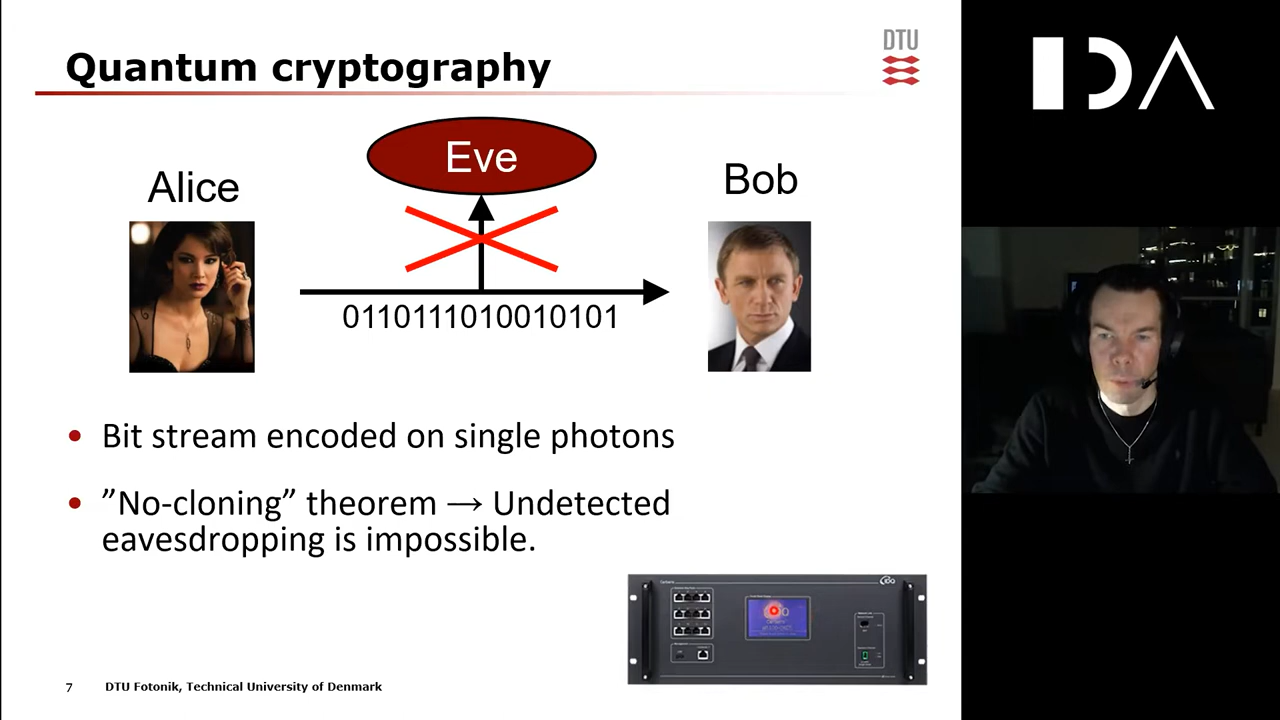 Quantum cryptography
DTU
IDA
Eve
Alice
Bob
0110111010010101
• Bit stream encoded on single photons
• ”No-cloning” theorem → Undetected
eavesdropping is impossible.
7 DTU Fotonik, Technical University of Denmark